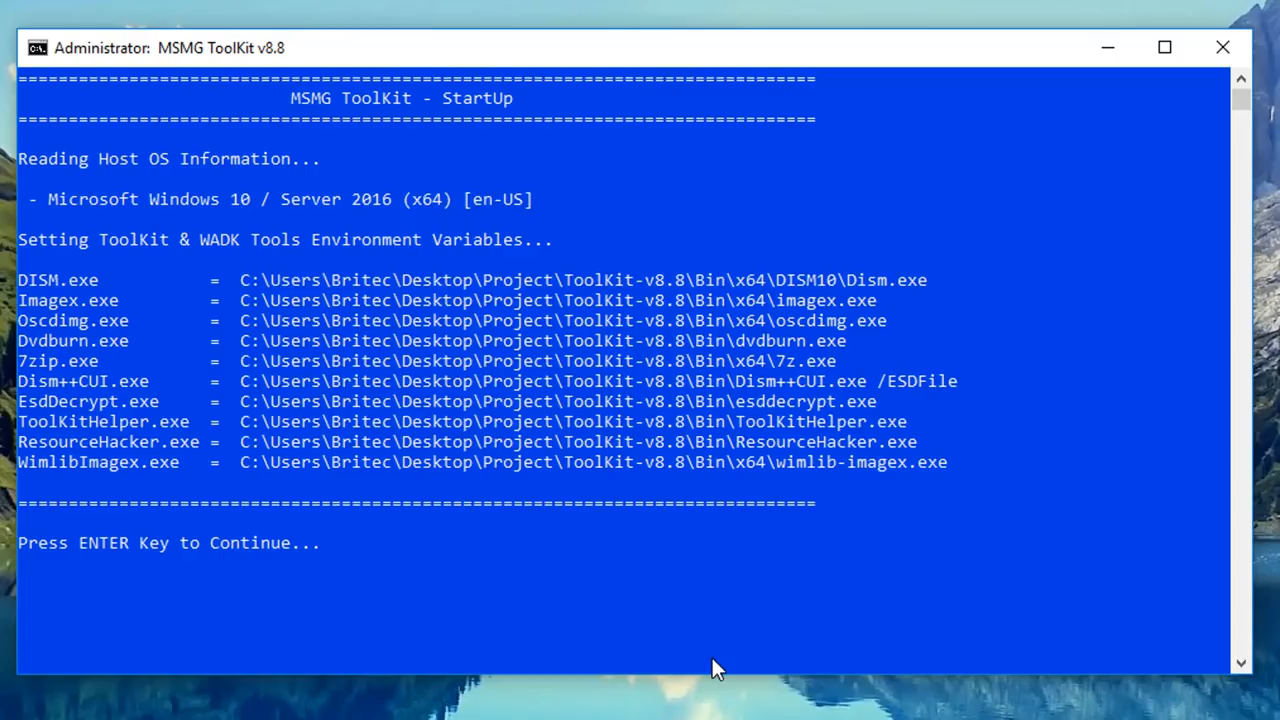 Administrator: MSMG ToolKit v8.8
===============================================================================
MSMG ToolKit - StartUp
===============================================================================
Reading Host OS Information...
- Microsoft Windows 10 / Server 2016 (x64) [en-US]
Setting ToolKit & WADK Tools Environment Variables...
DISM.exe = C:\Users\Britec\Desktop\Project\ToolKit-v8.8\Bin\x64\DISM10\Dism.exe
Imagex.exe = C:\Users\Britec\Desktop\Project\ToolKit-v8.8\Bin\x64\imagex.exe
Oscdimg.exe = C:\Users\Britec\Desktop\Project\ToolKit-v8.8\Bin\x64\oscdimg.exe
Dvdburn.exe = C:\Users\Britec\Desktop\Project\ToolKit-v8.8\Bin\dvdburn.exe
7zip.exe = C:\Users\Britec\Desktop\Project\ToolKit-v8.8\Bin\x64\7z.exe
Dism++CUI.exe = C:\Users\Britec\Desktop\Project\ToolKit-v8.8\Bin\Dism++CUI.exe /ESDFile
EsdDecrypt.exe = C:\Users\Britec\Desktop\Project\ToolKit-v8.8\Bin\esddecrypt.exe
ToolKitHelper.exe = C:\Users\Britec\Desktop\Project\ToolKit-v8.8\Bin\ToolKitHelper.exe
ResourceHacker.exe = C:\Users\Britec\Desktop\Project\ToolKit-v8.8\Bin\ResourceHacker.exe
WimlibImagex.exe = C:\Users\Britec\Desktop\Project\ToolKit-v8.8\Bin\x64\wimlib-imagex.exe
===============================================================================
Press ENTER Key to Continue...